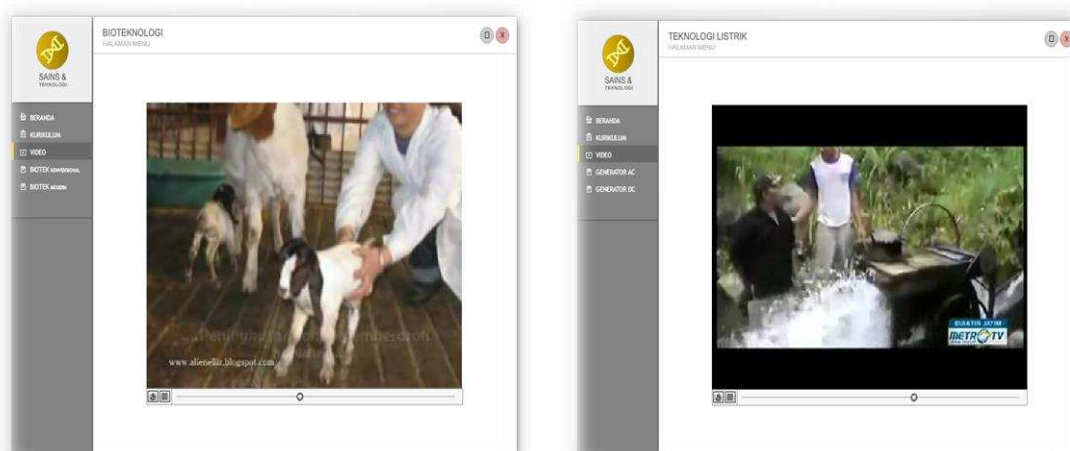 BIOTEKNOLOGI
HALAMAN MENU
X
SAINS &
TEKNOLOGI
BERANDA
KURIKULUM
VIDEO
BIOTEK KONVENSIONAL
BIOTEK MODERN
www.alienellir.blogspot.com
TEKNOLOGI LISTRIK
HALAMAN MENU
X
SAINS &
TEKNOLOGI
BERANDA
KURIKULUM
VIDEO
GENERATOR AC
GENERATOR DC
BULETIN JATIM
METRO TV